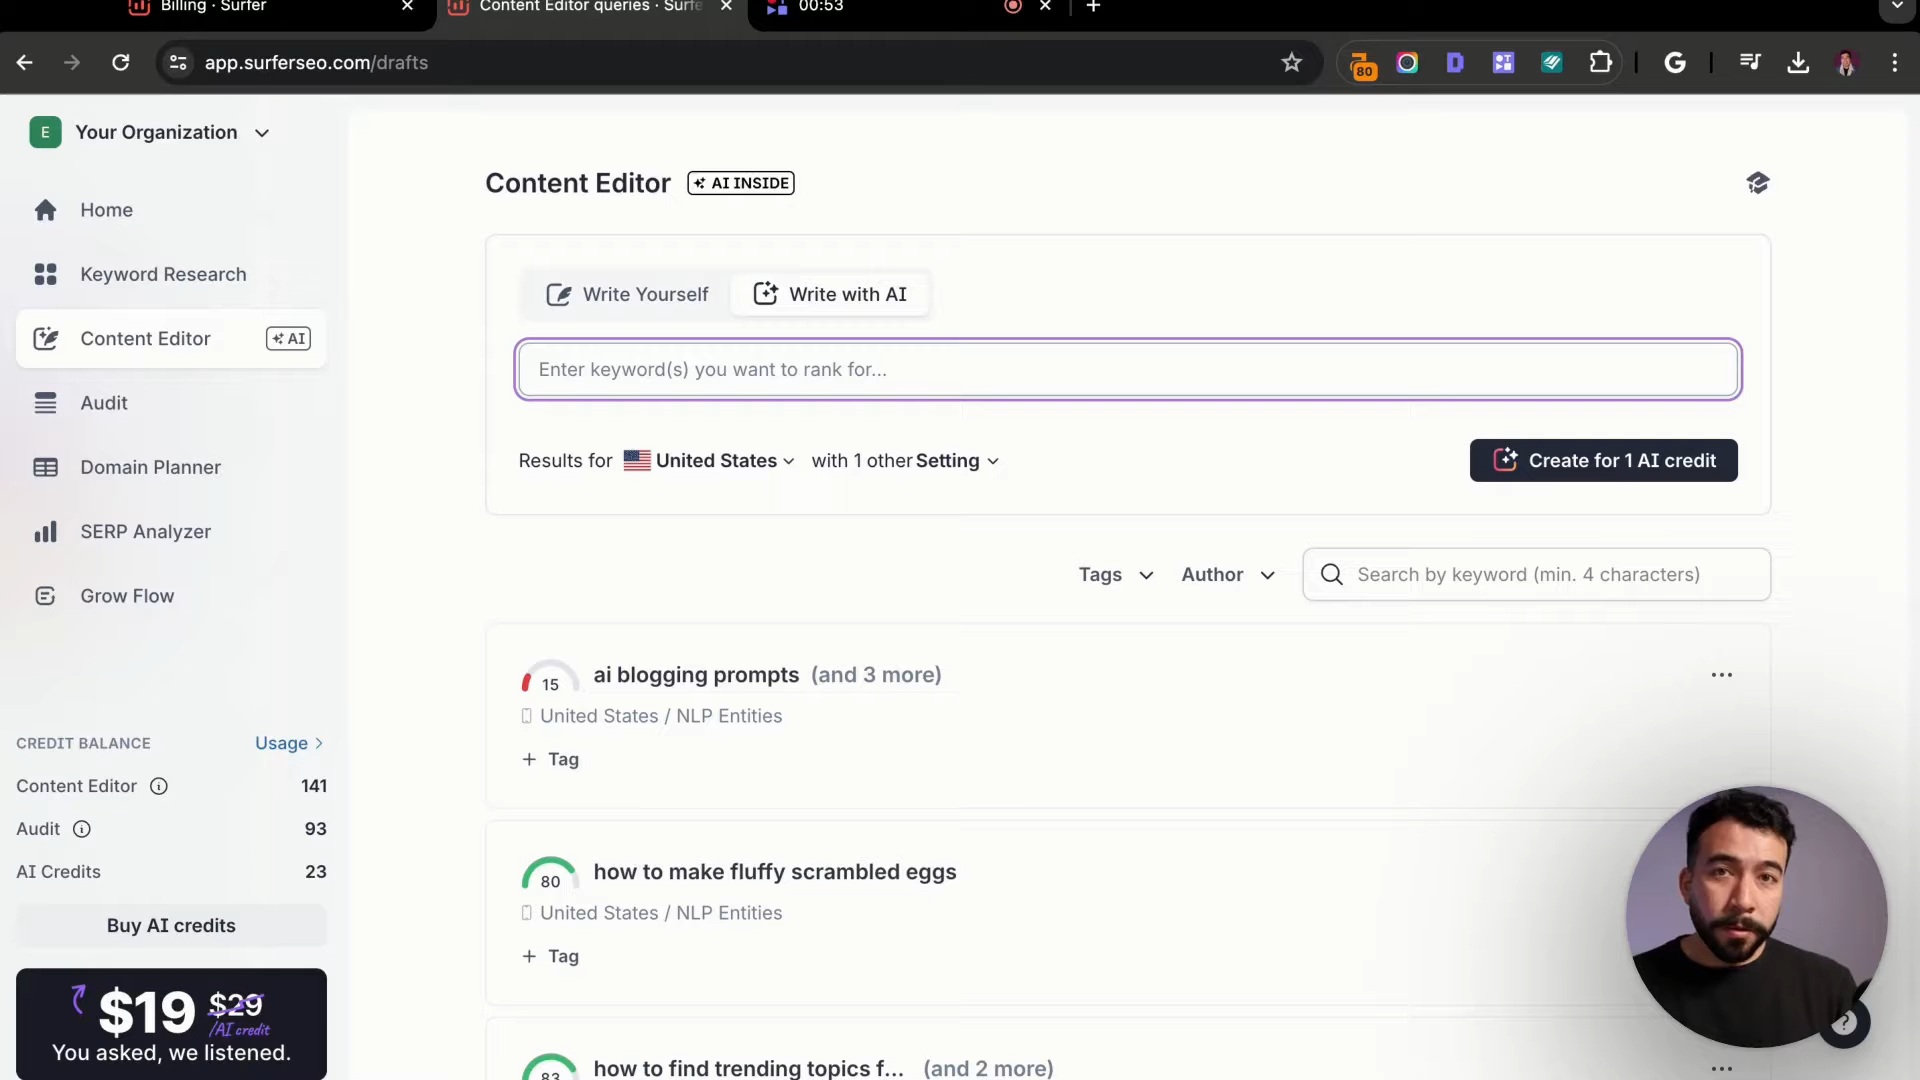 Billing · Surfer
Content Editor queries · Surfe
00:53
app.surferseo.com/drafts
80
E
Your Organization
Home
Keyword Research
Content Editor
AI
Audit
Domain Planner
SERP Analyzer
Grow Flow
CREDIT BALANCE
Usage
Content Editor
141
Audit
93
AI Credits
23
Buy AI credits
$19 $29
/AI credit
You asked, we listened.
Content Editor
AI INSIDE
Write Yourself
Write with AI
Enter keyword(s) you want to rank for...
Results for United States with 1 other Setting
Create for 1 AI credit
Tags
Author
Search by keyword (min. 4 characters)
15
ai blogging prompts (and 3 more)
United States / NLP Entities
+ Tag
80
how to make fluffy scrambled eggs
United States / NLP Entities
+ Tag
83
how to find trending topics f... (and 2 more)
?